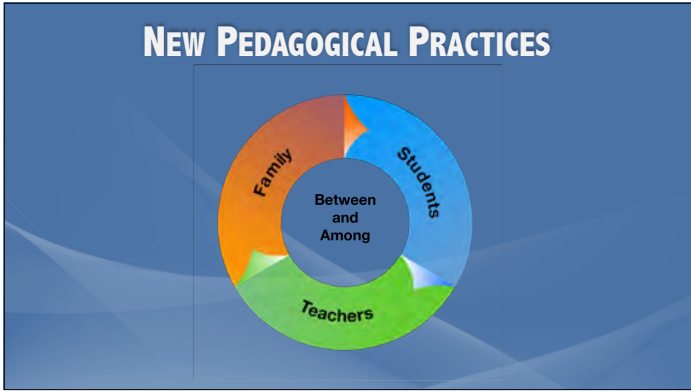 NEW PEDAGOGICAL PRACTICES
Family
Students
Between
and
Among
Teachers